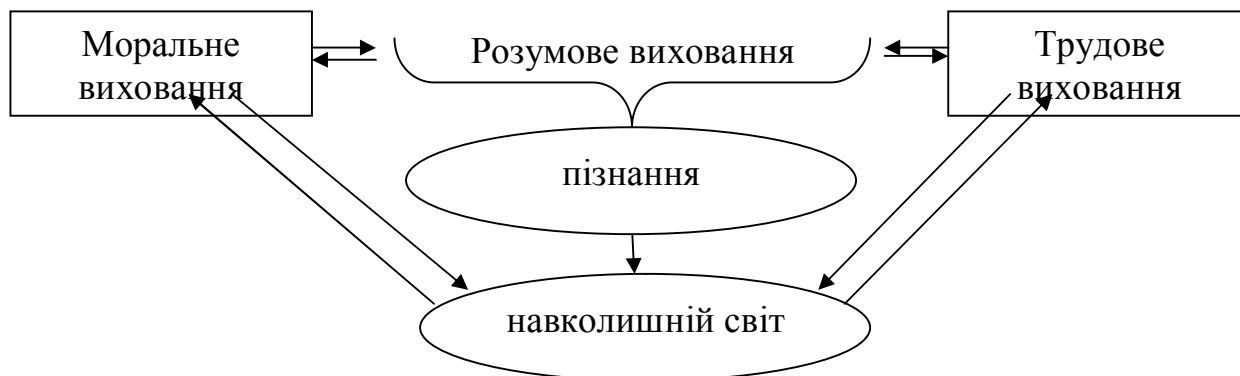 Моральне
виховання
Розумове виховання
Трудове
виховання
пізнання
навколишній світ